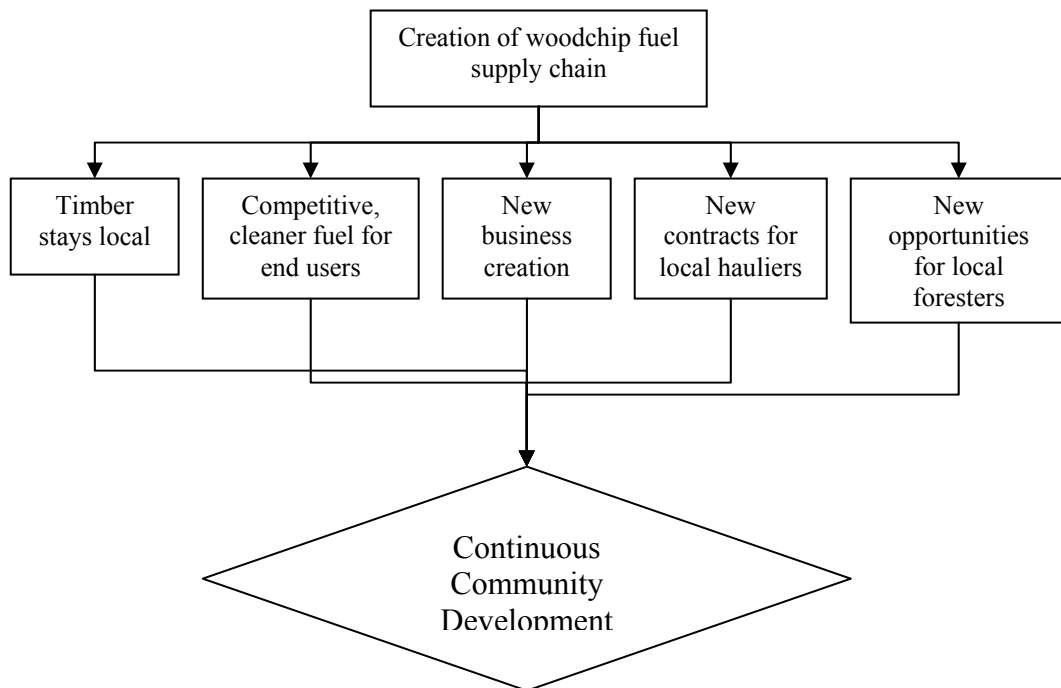 Creation of woodchip fuel
supply chain
Timber
stays local
Competitive,
cleaner fuel for
end users
New
business
creation
New
contracts for
local hauliers
New
opportunities
for local
foresters
Continuous
Community
Development